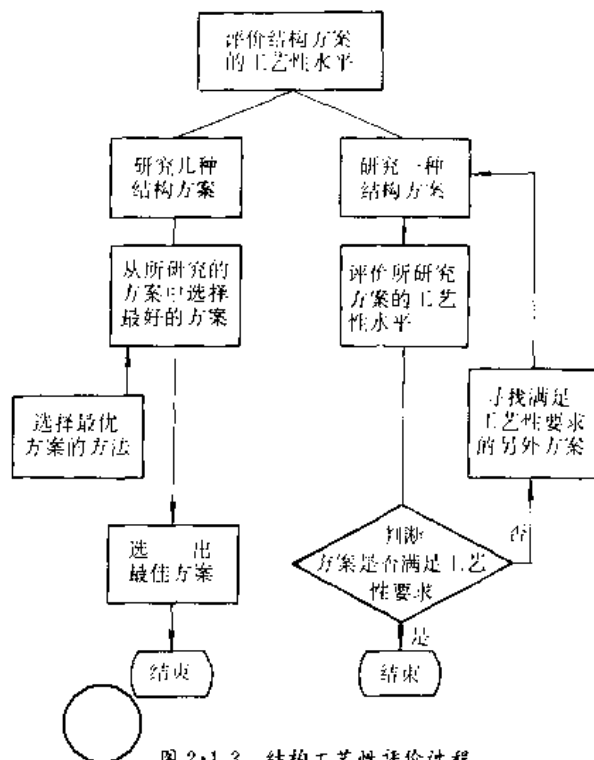 评价结构方案
的工艺性水平
研究几种
结构方案
研究一种
结构方案
从所研究的
方案中选择
最好的方案
评价所研究
方案的工艺
性水平
选择最优
方案的方法
寻找满足
工艺性要求
的另外方案
选 出
最佳方案
判断
方案是否满足工艺
性要求
否
是
结束
结束
图 2·1-3 结构工艺性评价过程